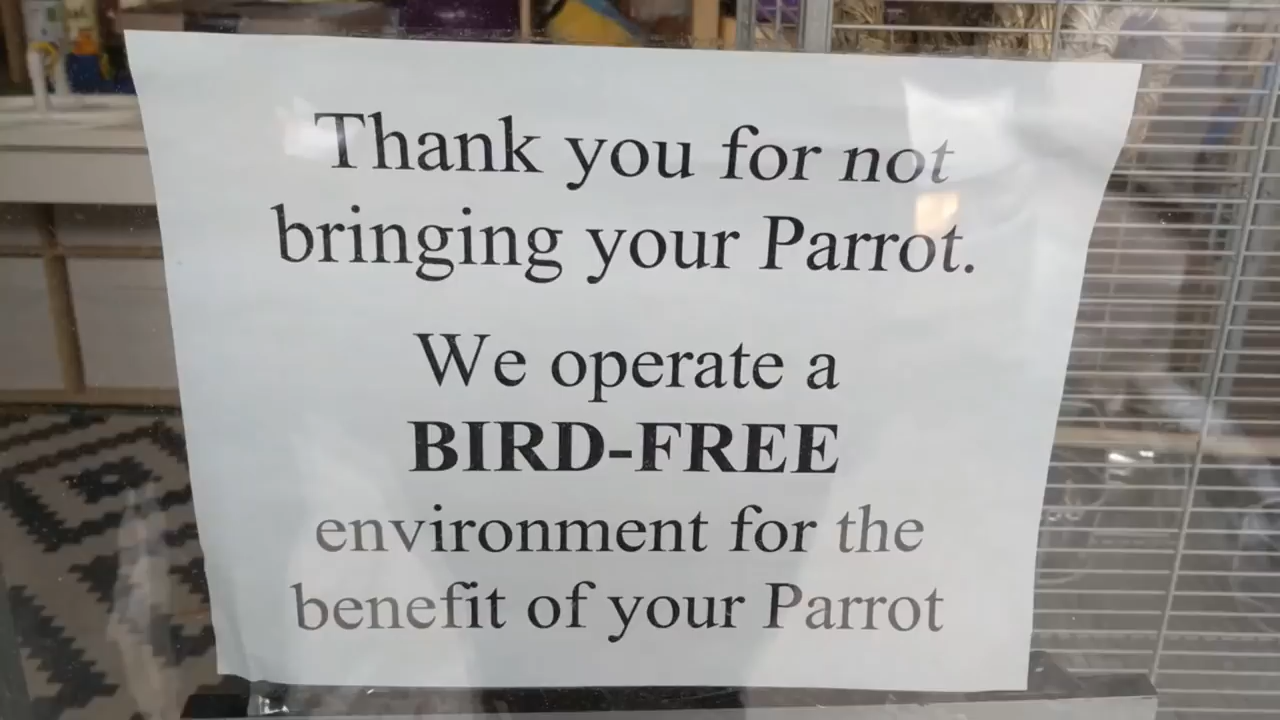 Thank you for not
bringing your Parrot.
We operate a
BIRD-FREE
environment for the
benefit of your Parrot